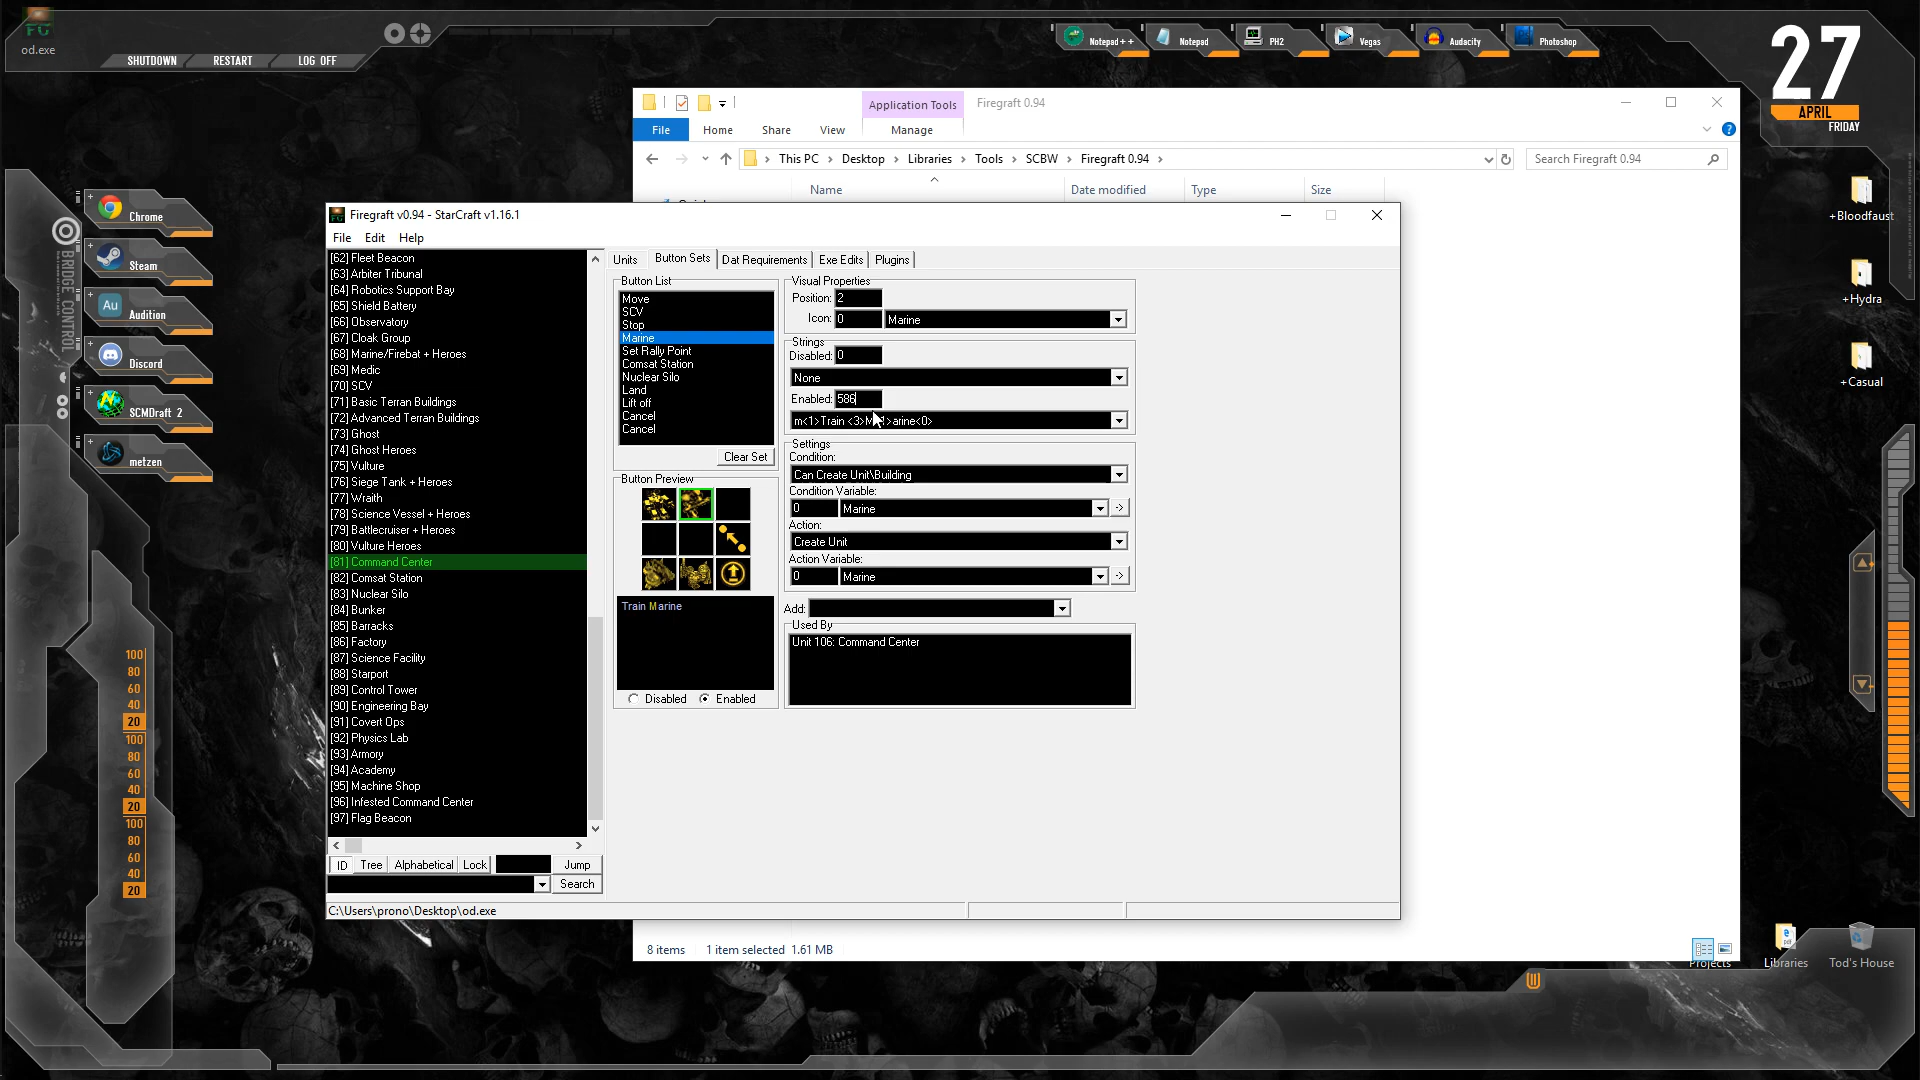 od.exe
SHUTDOWN
RESTART
LOG OFF
Notepad++
Notepad
PH2
Vegas
Audacity
Photoshop
27
APRIL
FRIDAY
Application Tools
Firegraft 0.94
File
Home
Share
View
Manage
This PC > Desktop > Libraries > Tools > SCBW > Firegraft 0.94 >
Search Firegraft 0.94
Name
Date modified
Type
Size
Chrome
Steam
Audition
Discord
SCMDraft 2
metzen
BRIDGE CONTROL
+Bloodfaust
+Hydra
+Casual
Firegraft v0.94 - StarCraft v1.16.1
File
Edit
Help
[62] Fleet Beacon
[63] Arbiter Tribunal
[64] Robotics Support Bay
[65] Shield Battery
[66] Observatory
[67] Cloak Group
[68] Marine/Firebat + Heroes
[69] Medic
[70] SCV
[71] Basic Terran Buildings
[72] Advanced Terran Buildings
[73] Ghost
[74] Ghost Heroes
[75] Vulture
[76] Siege Tank + Heroes
[77] Wraith
[78] Science Vessel + Heroes
[79] Battlecruiser + Heroes
[80] Vulture Heroes
[81] Command Center
[82] Comsat Station
[83] Nuclear Silo
[84] Bunker
[85] Barracks
[86] Factory
[87] Science Facility
[88] Starport
[89] Control Tower
[90] Engineering Bay
[91] Covert Ops
[92] Physics Lab
[93] Armory
[94] Academy
[95] Machine Shop
[96] Infested Command Center
[97] Flag Beacon
ID
Tree
Alphabetical
Lock
Jump
Search
C:\Users\prono\Desktop\od.exe
Units
Button Sets
Dat Requirements
Exe Edits
Plugins
Button List
Move
SCV
Stop
Marine
Set Rally Point
Comsat Station
Nuclear Silo
Land
Lift off
Cancel
Cancel
Clear Set
Button Preview
Train Marine
Disabled
Enabled
Visual Properties
Position: 2
Icon: 0 Marine
Strings
Disabled: 0
None
Enabled: 586
Settings
Condition:
Can Create Unit\Building
Condition Variable:
0 Marine ->
Action:
Create Unit
Action Variable:
0 Marine ->
Add:
Used By
Unit 106: Command Center
8 items
1 item selected 1.61 MB
Projects
Libraries
Tod's House
100
80
60
40
20
100
80
60
40
20
100
80
60
40
20